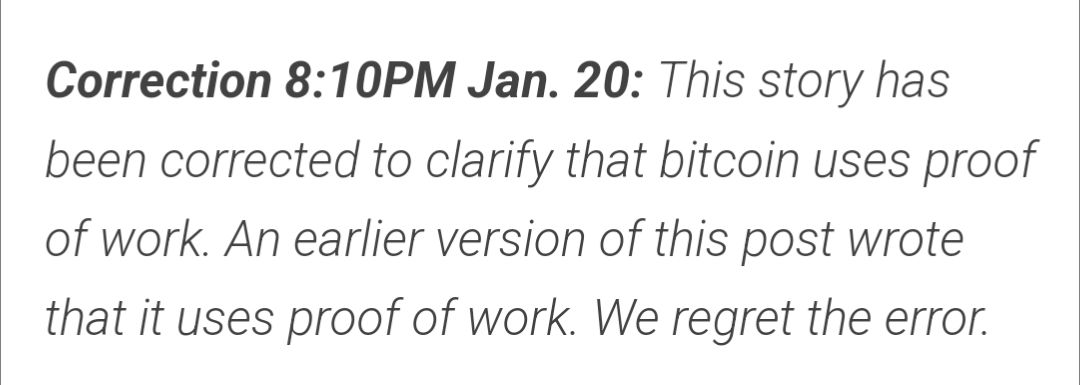 Correction 8:10PM Jan. 20: This story has
been corrected to clarify that bitcoin uses proof
of work. An earlier version of this post wrote
that it uses proof of work. We regret the error.